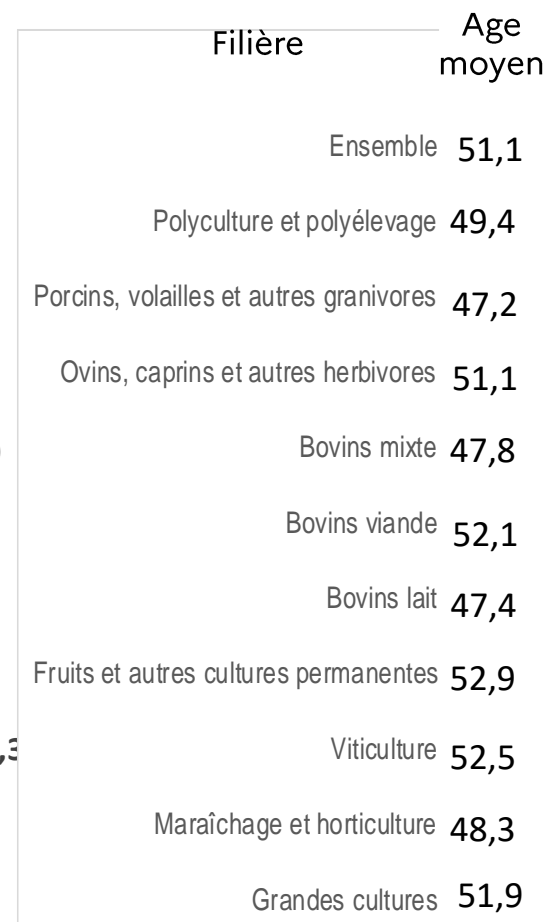 Filière Age moyen
Ensemble 51,1
Polyculture et polyélevage 49,4
Porcins, volailles et autres granivores 47,2
Ovins, caprins et autres herbivores 51,1
Bovins mixte 47,8
Bovins viande 52,1
Bovins lait 47,4
Fruits et autres cultures permanentes 52,9
Viticulture 52,5
Maraîchage et horticulture 48,3
Grandes cultures 51,9